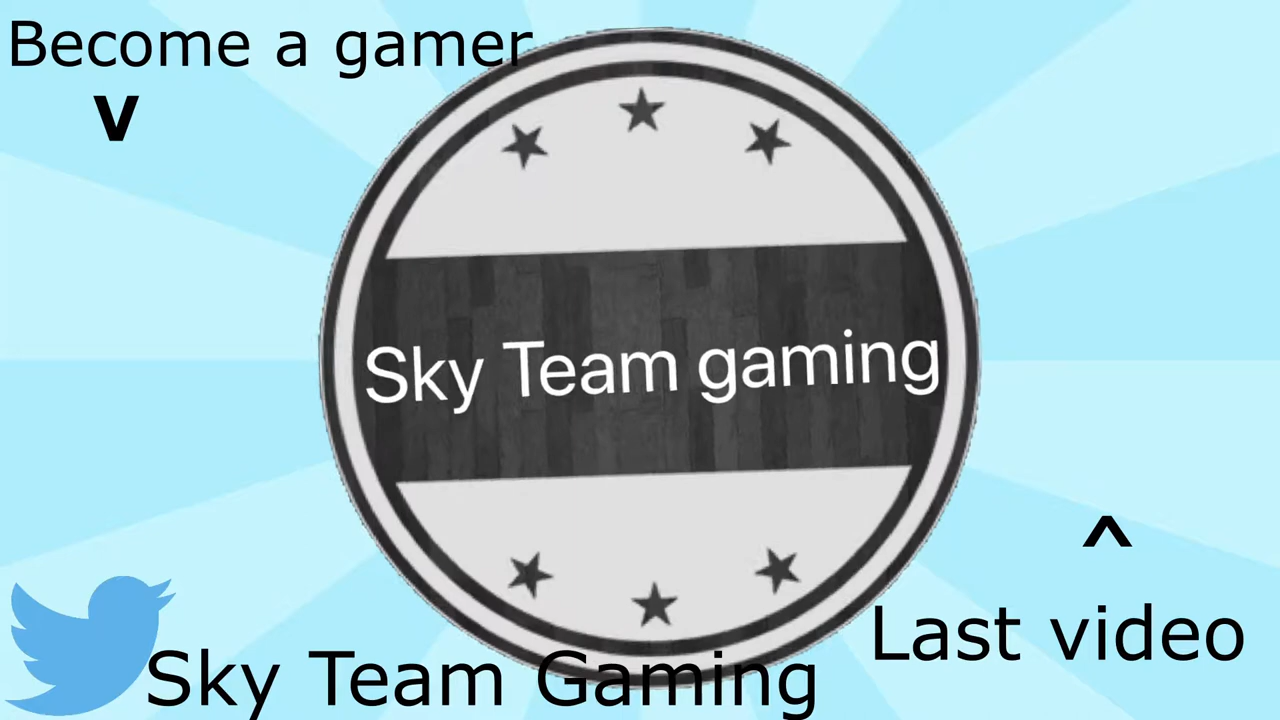 Become a gamer
v
Sky Team gaming
^
Last video
Sky Team Gaming